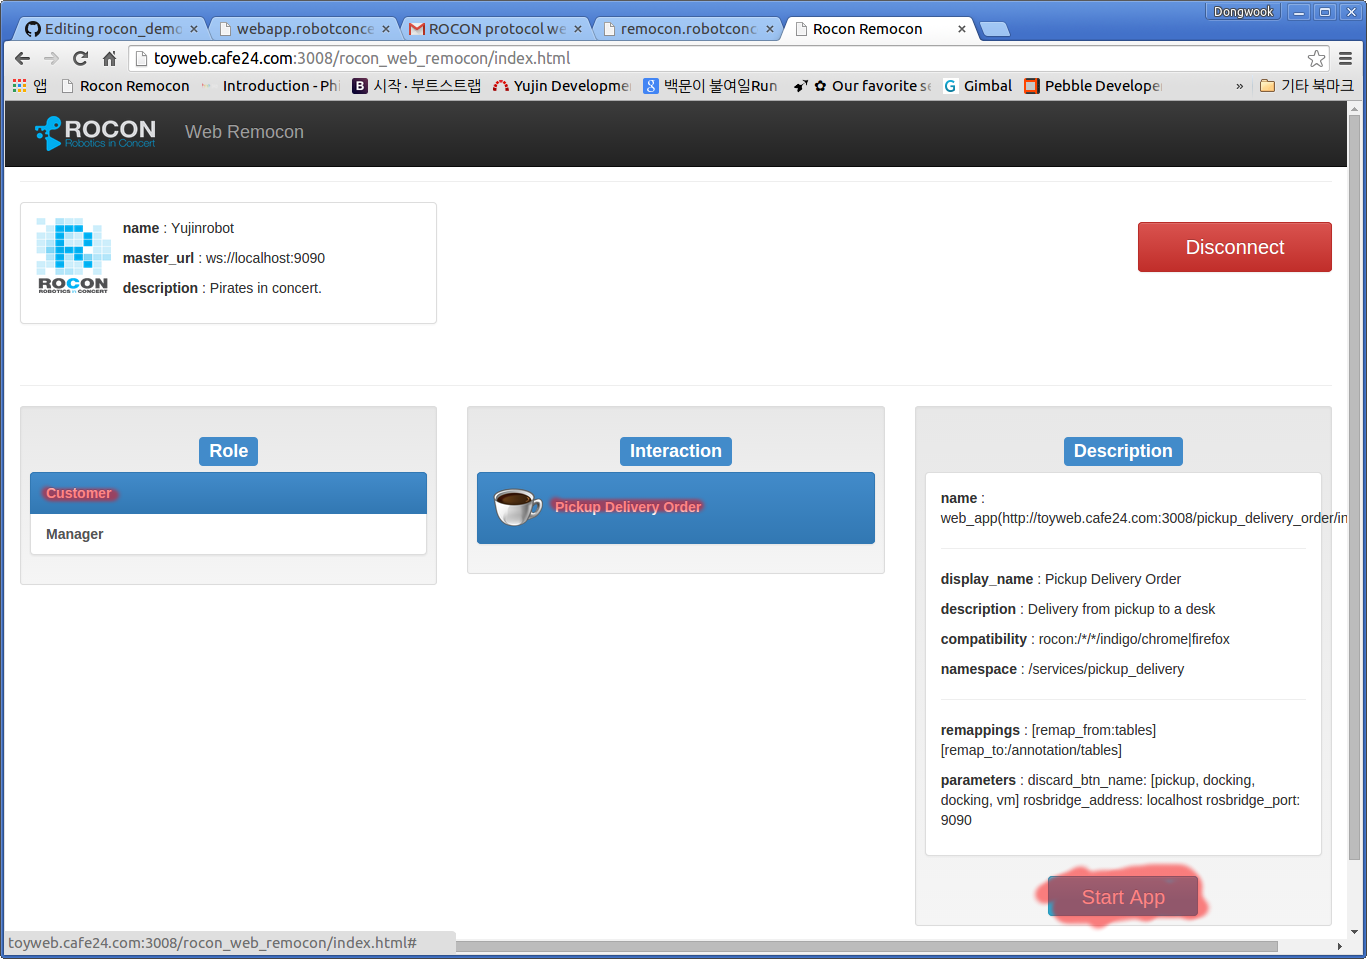 Dongwook
Editing rocon_demo
webapp.robotconce
ROCON protocol we
remocon.robotconc
Rocon Remocon
toyweb.cafe24.com:3008/rocon_web_remocon/index.html
앱
Rocon Remocon
Introduction - Phi
B 시작 · 부트스트랩
Yujin Developme
8 백문이 불여일Run
Our favorite se
G Gimbal
Pebble Develope
»
기타 북마크
ROCON
Robotics in Concert
Web Remocon
ROCON
ROBOTICS IN CONCERT
name : Yujinrobot
master_url : ws://localhost:9090
description : Pirates in concert.
Disconnect
Role
Customer
Manager
Interaction
Pickup Delivery Order
Description
name :
web_app(http://toyweb.cafe24.com:3008/pickup_delivery_order/in
display_name : Pickup Delivery Order
description : Delivery from pickup to a desk
compatibility : rocon:/*/*/indigo/chrome|firefox
namespace : /services/pickup_delivery
remappings : [remap_from:tables]
[remap_to:/annotation/tables]
parameters : discard_btn_name: [pickup, docking,
docking, vm] rosbridge_address: localhost rosbridge_port:
9090
Start App
toyweb.cafe24.com:3008/rocon_web_remocon/index.html#